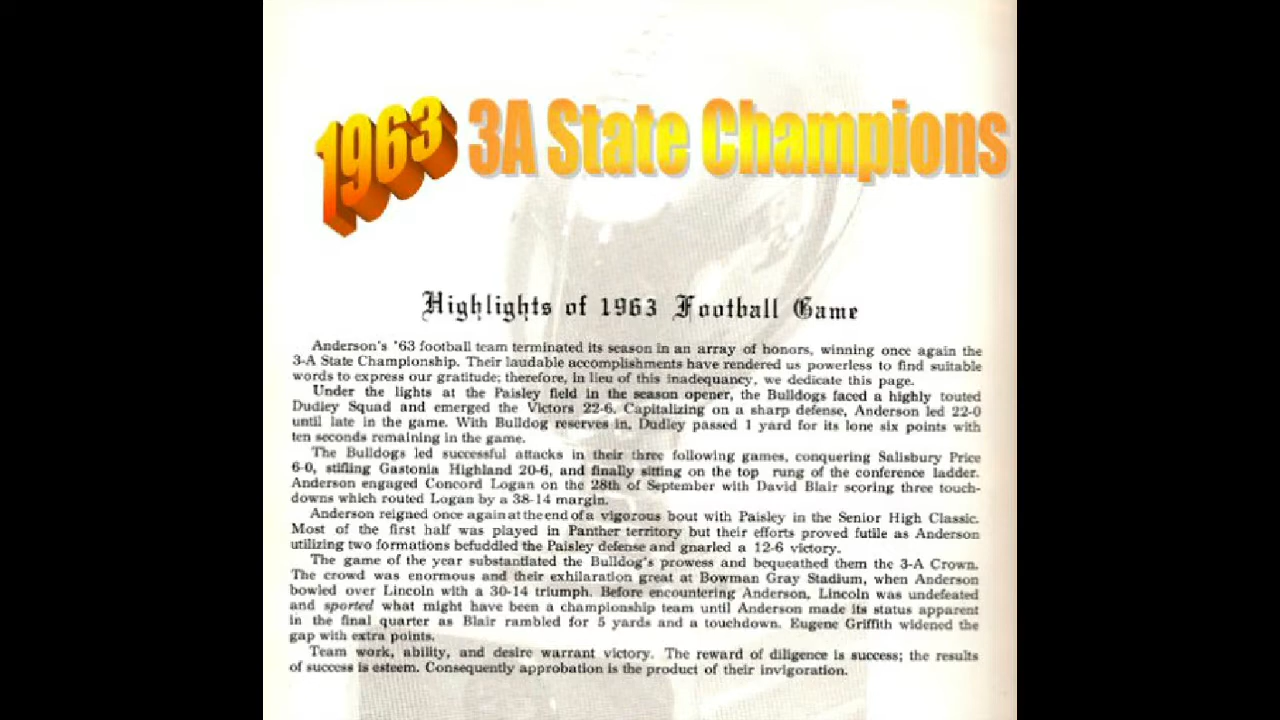 1963 3A State Champions
Highlights of 1963 Football Game
Anderson's '63 football team terminated its season in an array of honors, winning once again the
3-A State Championship. Their laudable accomplishments have rendered us powerless to find suitable
words to express our gratitude; therefore, in lieu of this inadequancy, we dedicate this page.
Under the lights at the Paisley field in the season opener, the Bulldogs faced a highly touted
Dudley Squad and emerged the Victors 22-6. Capitalizing on a sharp defense, Anderson led 22-0
until late in the game. With Bulldog reserves in, Dudley passed 1 yard for its lone six points with
ten seconds remaining in the game.
The Bulldogs led successful attacks in their three following games, conquering Salisbury Price
6-0, stifling Gastonia Highland 20-6, and finally sitting on the top rung of the conference ladder.
Anderson engaged Concord Logan on the 28th of September with David Blair scoring three touch-
downs which routed Logan by a 38-14 margin.
Anderson reigned once again at the end of a vigorous bout with Paisley in the Senior High Classic.
Most of the first half was played in Panther territory but their efforts proved futile as Anderson
utilizing two formations befuddled the Paisley defense and gnarled a 12-6 victory.
The game of the year substantiated the Bulldog's prowess and bequeathed them the 3-A Crown.
The crowd was enormous and their exhilaration great at Bowman Gray Stadium, when Anderson
bowled over Lincoln with a 30-14 triumph. Before encountering Anderson, Lincoln was undefeated
and sported what might have been a championship team until Anderson made its status apparent
in the final quarter as Blair rambled for 5 yards and a touchdown. Eugene Griffith widened the
gap with extra points.
Team work, ability, and desire warrant victory. The reward of diligence is success; the results
of success is esteem. Consequently approbation is the product of their invigoration.